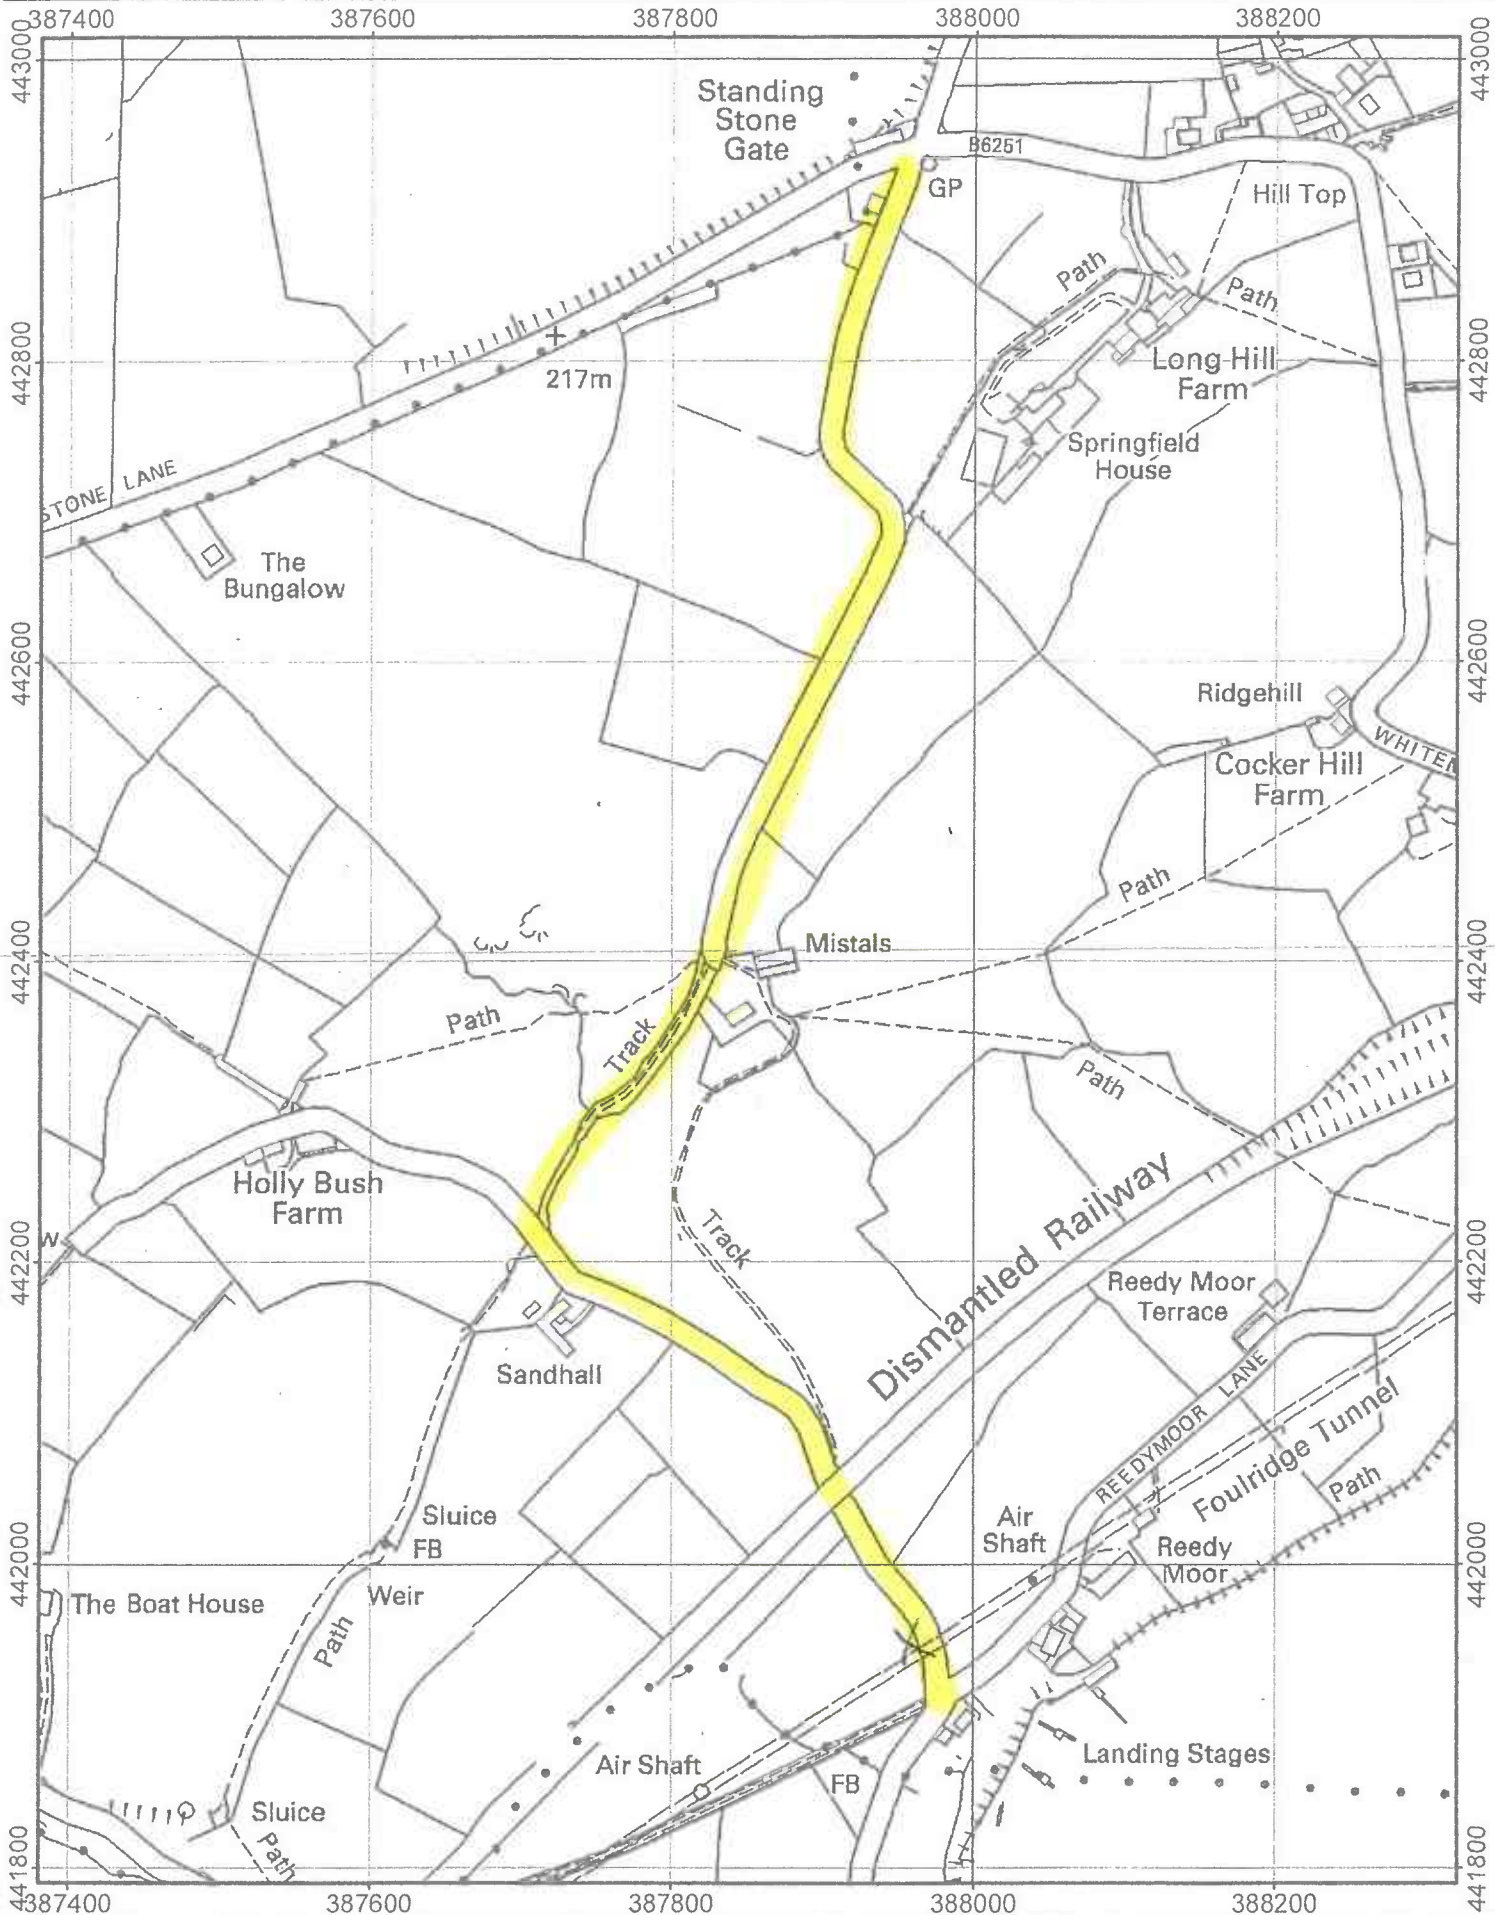 387400 387600 387800 388000 388200
443000
443000
Standing
Stone
Gate
B6251
GP
Hill Top
Path
Path
442800
442800
217m
Long Hill
Farm
Springfield
House
STONE LANE
The
Bungalow
442600
442600
Ridgehill
WHITE
Cocker Hill
Farm
Path
Mistals
442400
442400
Path
Track
Path
Holly Bush
Farm
W
Track
Dismantled Railway
442200
442200
Reedy Moor
Terrace
Sandhall
REEDYMOOR LANE
Foulridge Tunnel
Path
Sluice
FB
Air
Shaft
Reedy
Moor
442000
442000
The Boat House
Weir
Path
Air Shaft
Landing Stages
FB
Sluice
Path
441800
441800
387400 387600 387800 388000 388200